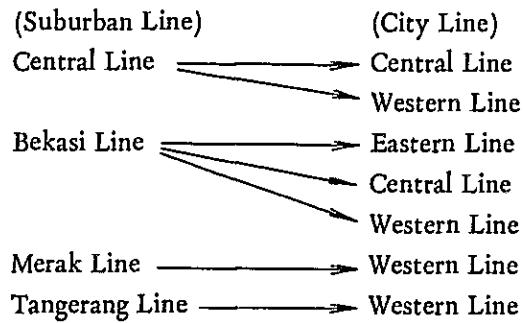 (Suburban Line) (City Line)
Central Line Central Line
Western Line
Bekasi Line Eastern Line
Central Line
Western Line
Merak Line Western Line
Tangerang Line Western Line